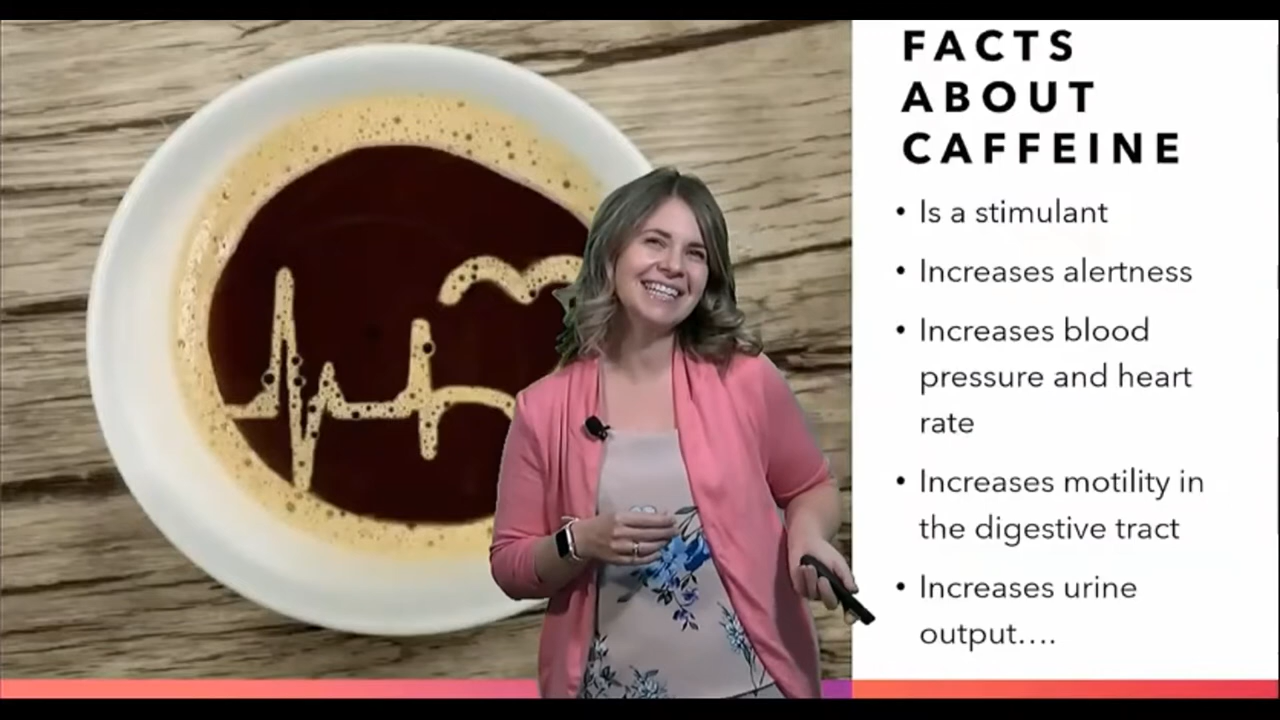 FACTS
ABOUT
CAFFEINE
• Is a stimulant
• Increases alertness
• Increases blood
pressure and heart
rate
• Increases motility in
the digestive tract
• Increases urine
output....